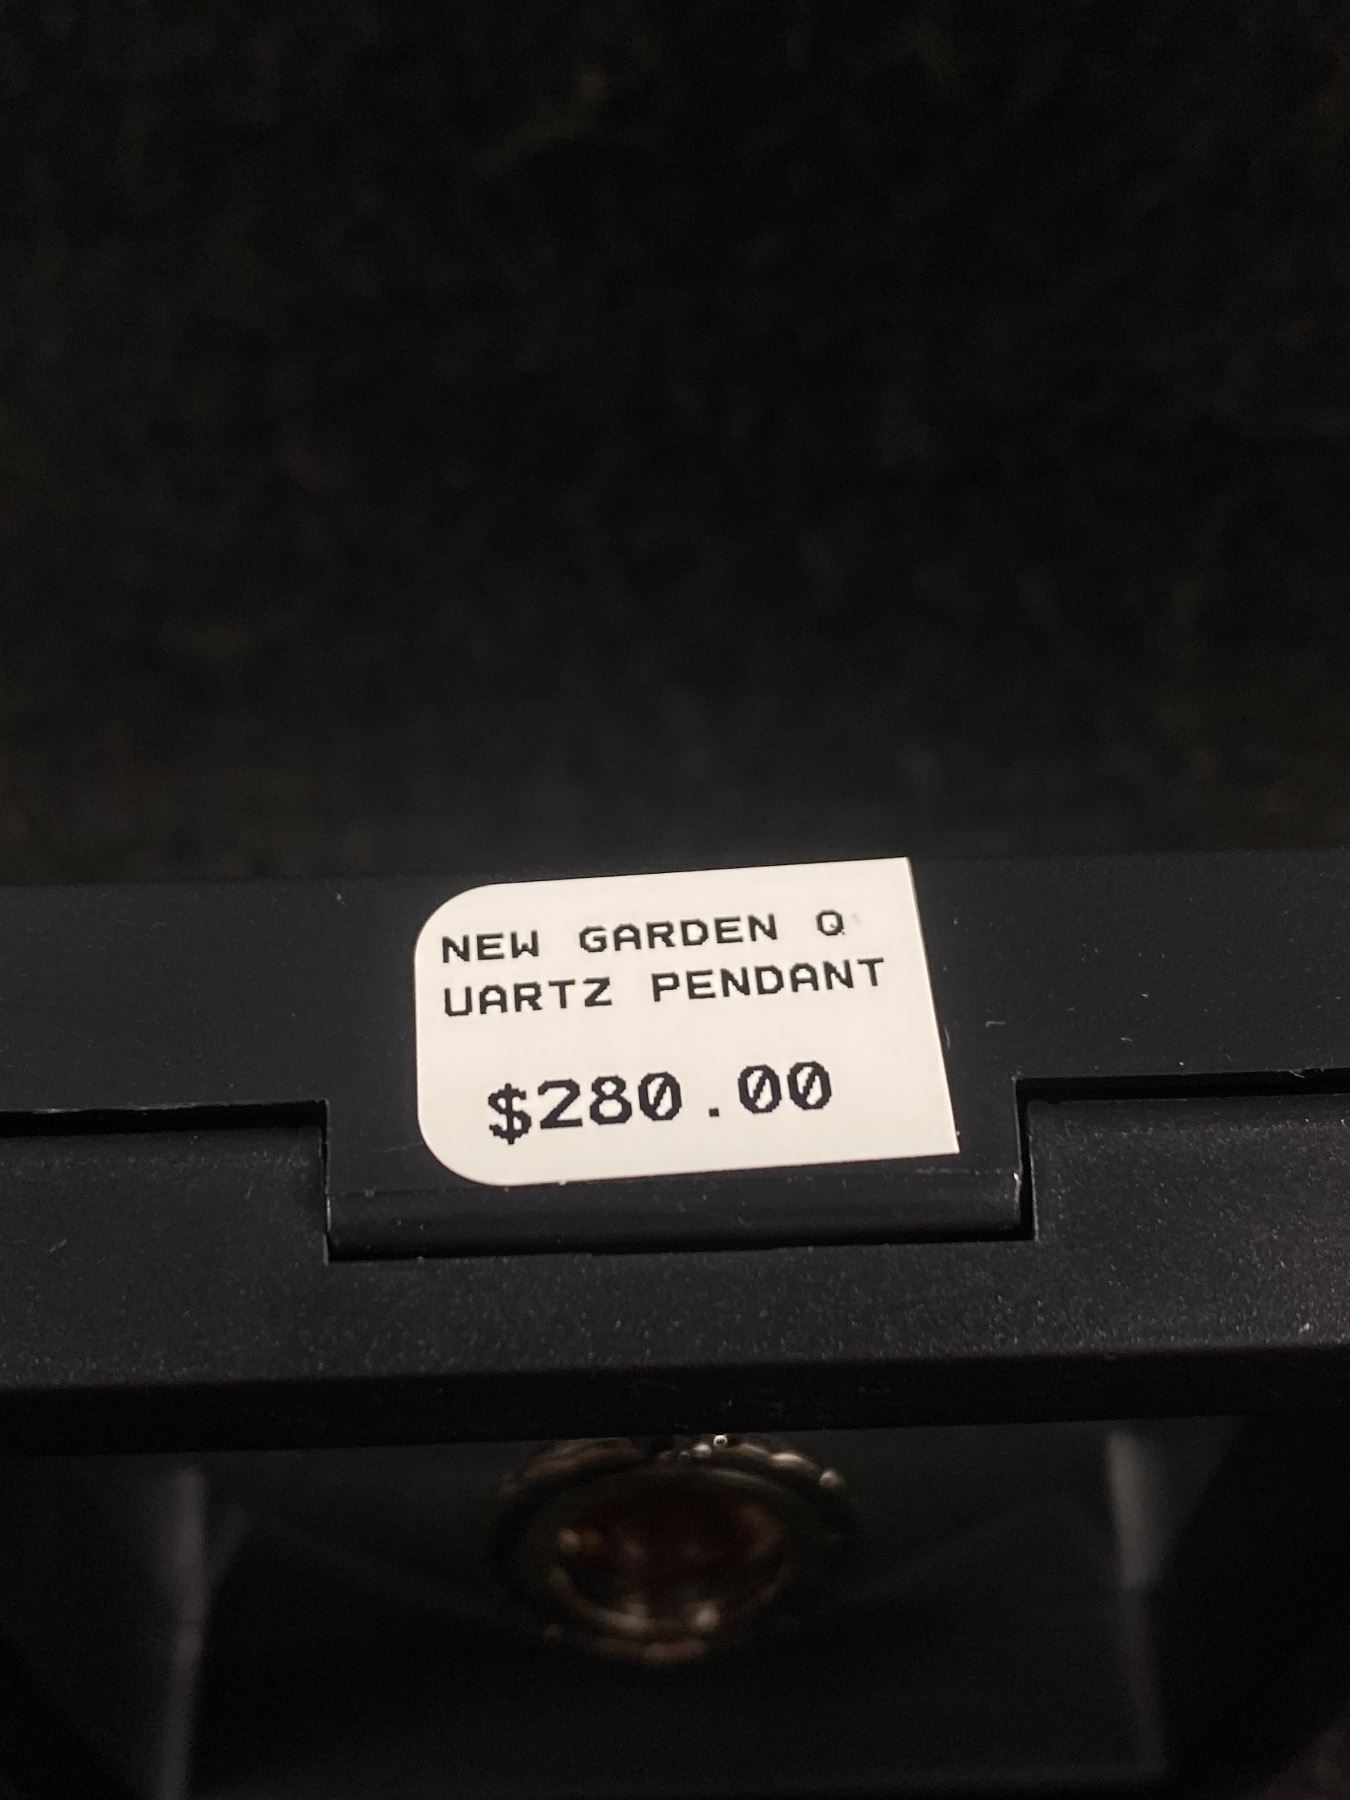 NEW GARDEN Q
UARTZ PENDANT
$280.00